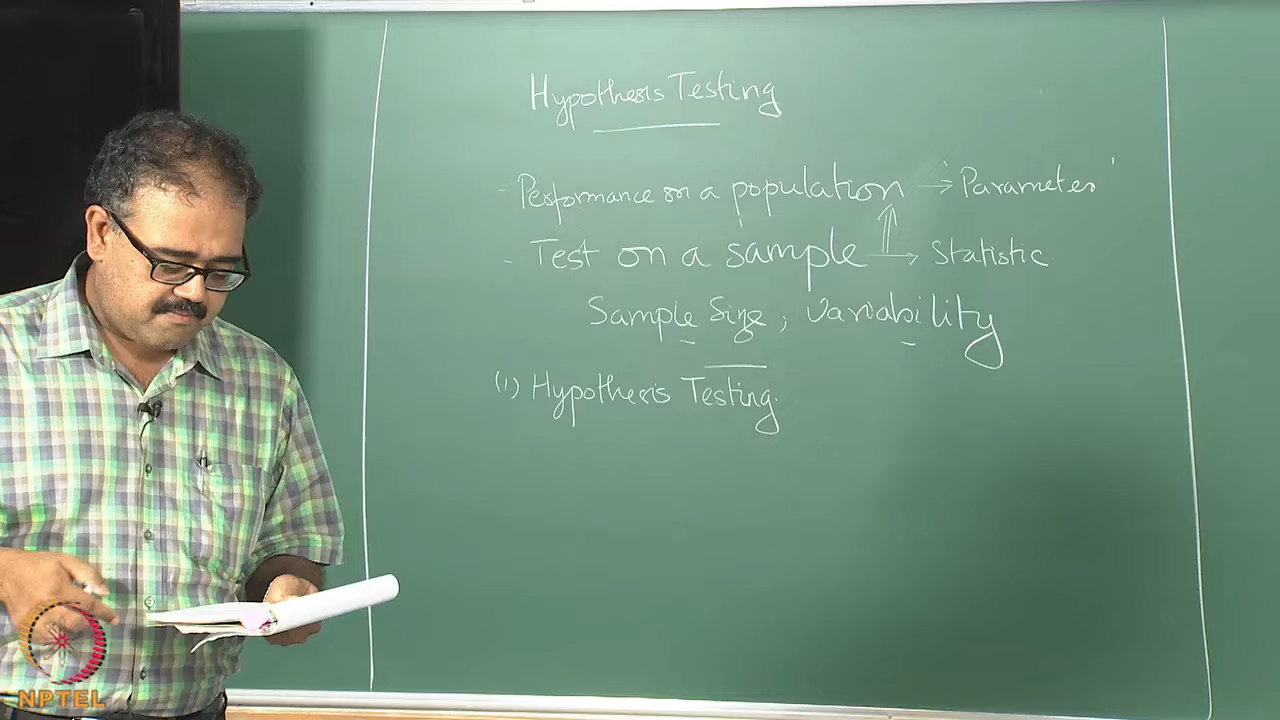 Hypothesis Testing
- Performance on a population → Parameter
- Test on a sample → Statistic
Sample Size ; Variability
(1) Hypothesis Testing.
NPTEL